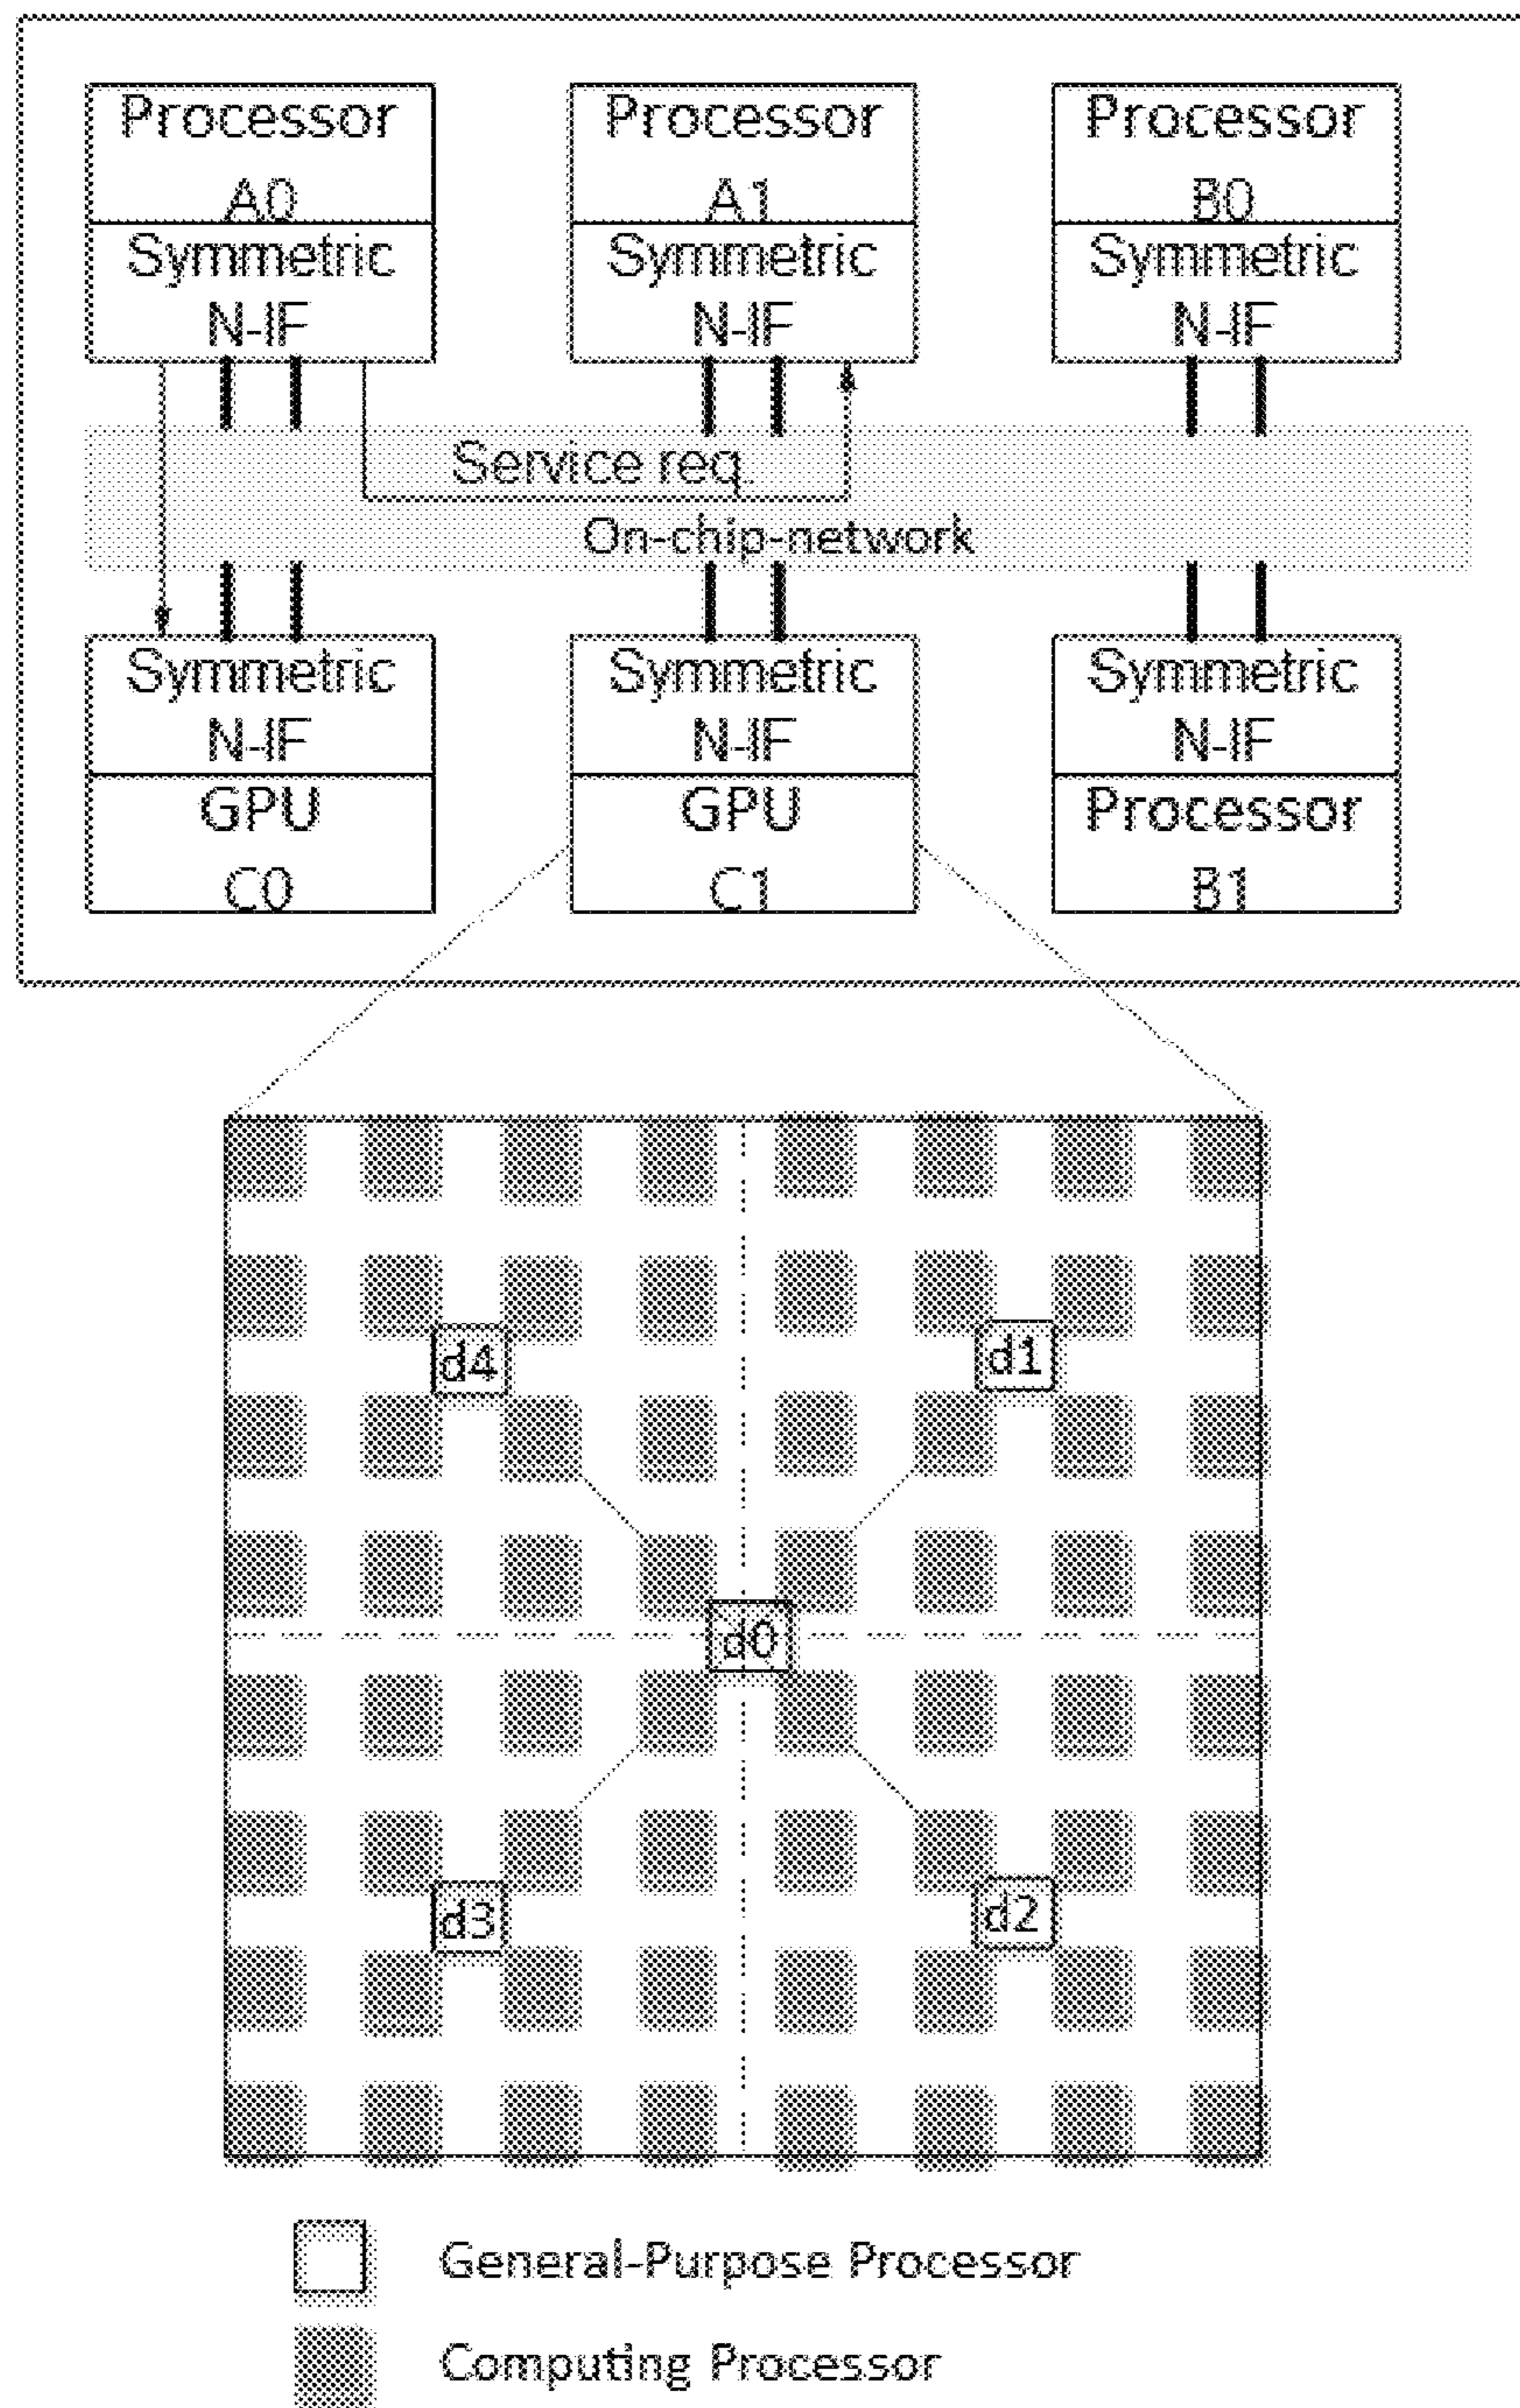 Processor
A0
Symmetric
N-IF
Processor
A1
Symmetric
N-IF
Processor
B0
Symmetric
N-IF
Service req.
On-chip-network
Symmetric
N-IF
GPU
C0
Symmetric
N-IF
GPU
C1
Symmetric
N-IF
Processor
B1
d4
d1
d0
d3
d2
General-Purpose Processor
Computing Processor